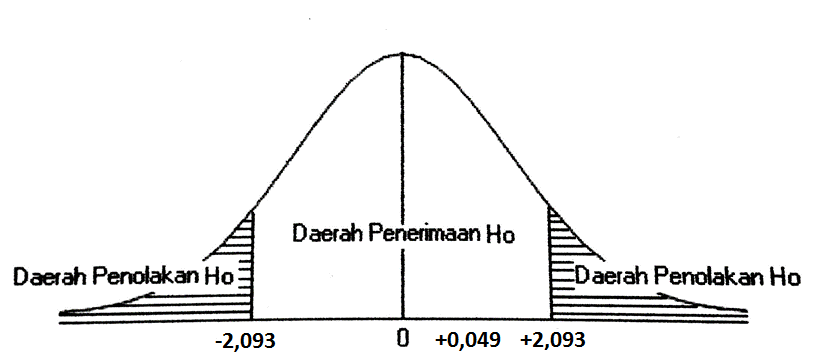 Daerah Penerimaan Ho
Daerah Penolakan Ho
Daerah Penolakan Ho
-2,093
0
+0,049
+2,093